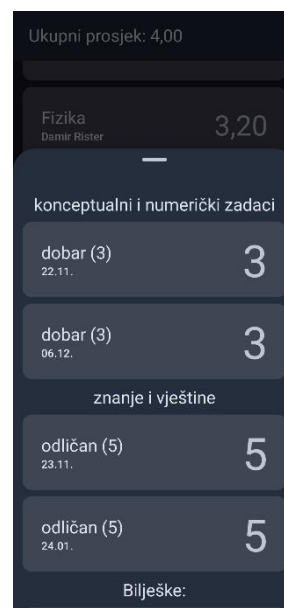 Ukupni prosjek: 4,00
Fizika
3,20
Damir Rister
konceptualni i numerički zadaci
dobar (3)
3
22.11.
dobar (3)
3
06.12.
znanje i vještine
odličan (5)
5
23.11.
odličan (5)
5
24.01.
Bilješke: